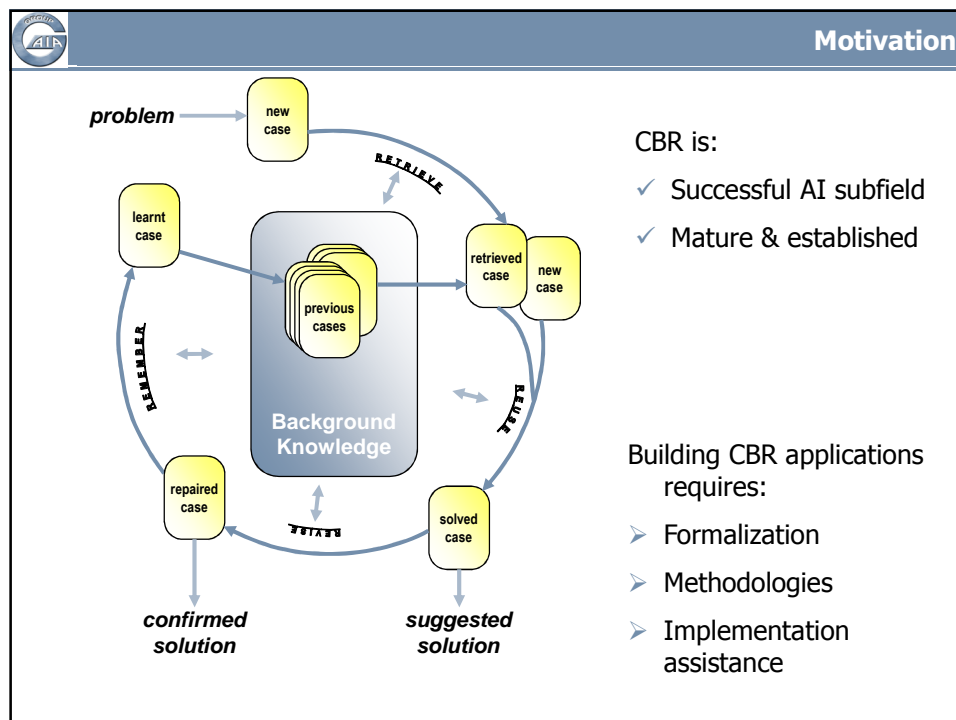 GROUP
GAIA
Motivation
problem
new
case
RETRIEVE
learnt
case
retrieved
case
new
case
previous
cases
REMEMBER
REUSE
Background
Knowledge
repaired
case
REVISE
solved
case
confirmed
solution
suggested
solution
CBR is:
✓ Successful AI subfield
✓ Mature & established
Building CBR applications
requires:
➢ Formalization
➢ Methodologies
➢ Implementation
assistance